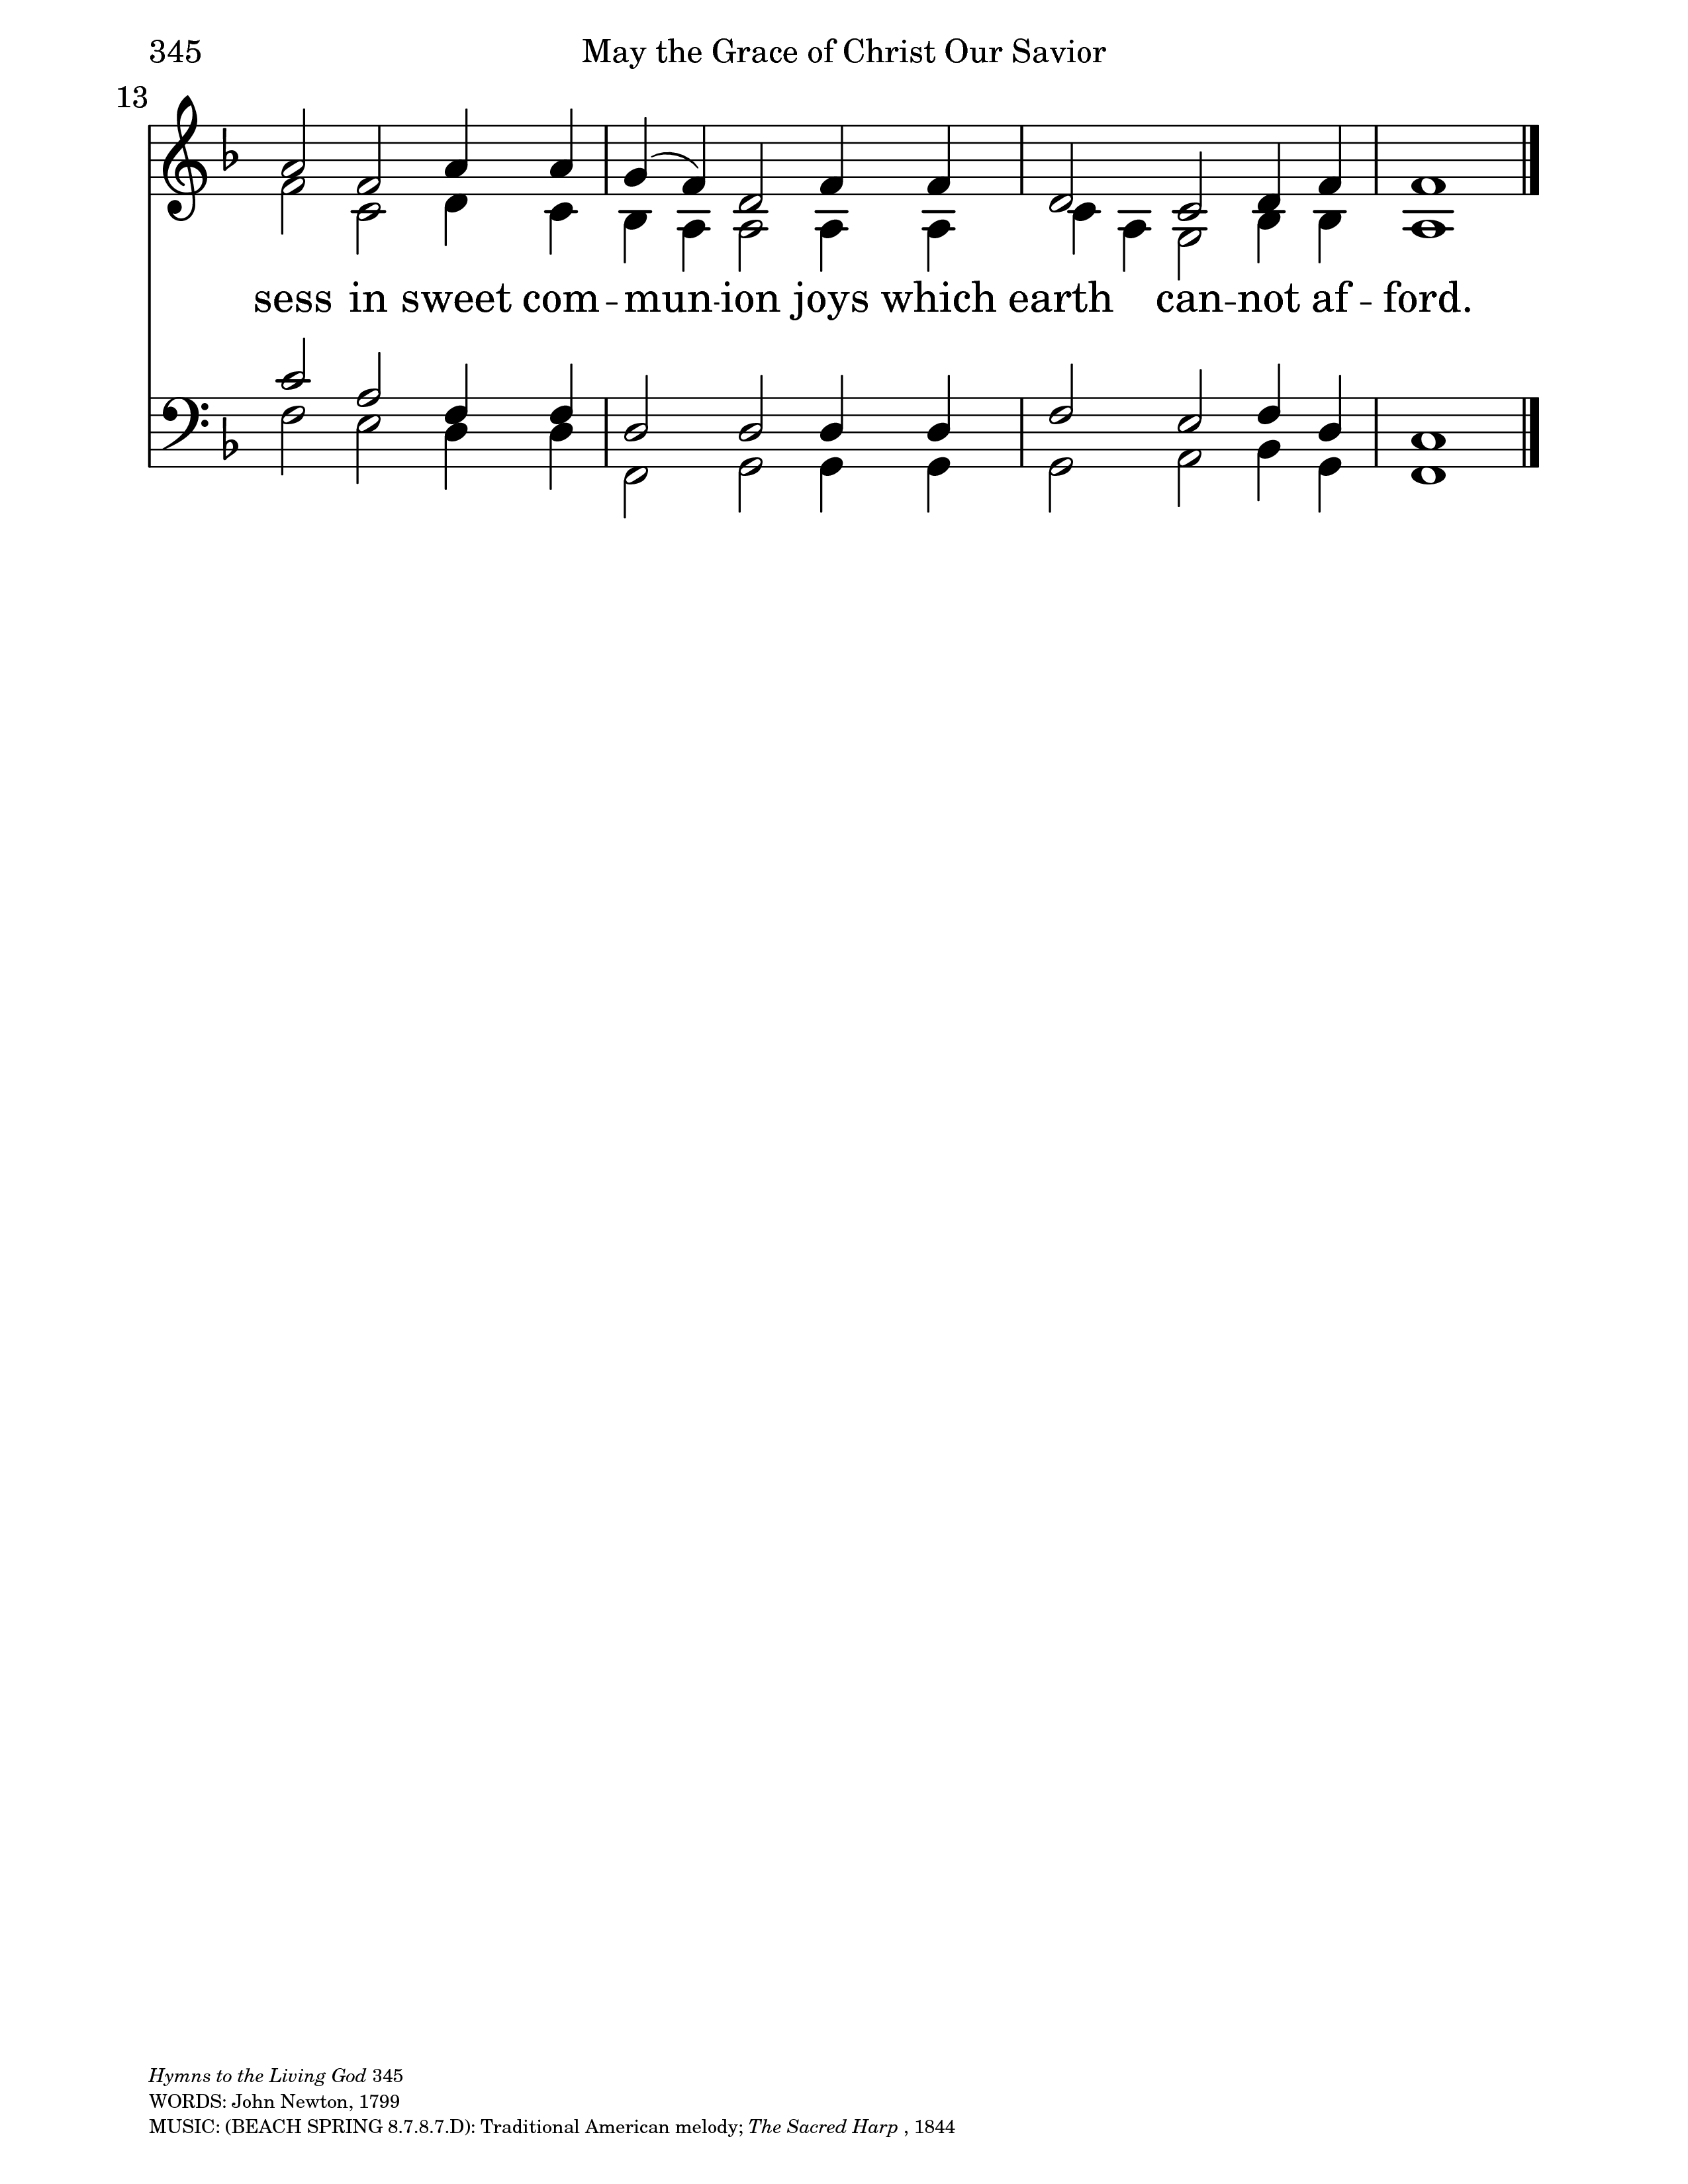 345 May the Grace of Christ Our Savior
13
sess in sweet com – mun - ion joys which earth can – not af – ford.
Hymns to the Living God 345
WORDS: John Newton, 1799
MUSIC: (BEACH SPRING 8.7.8.7.D): Traditional American melody; The Sacred Harp , 1844